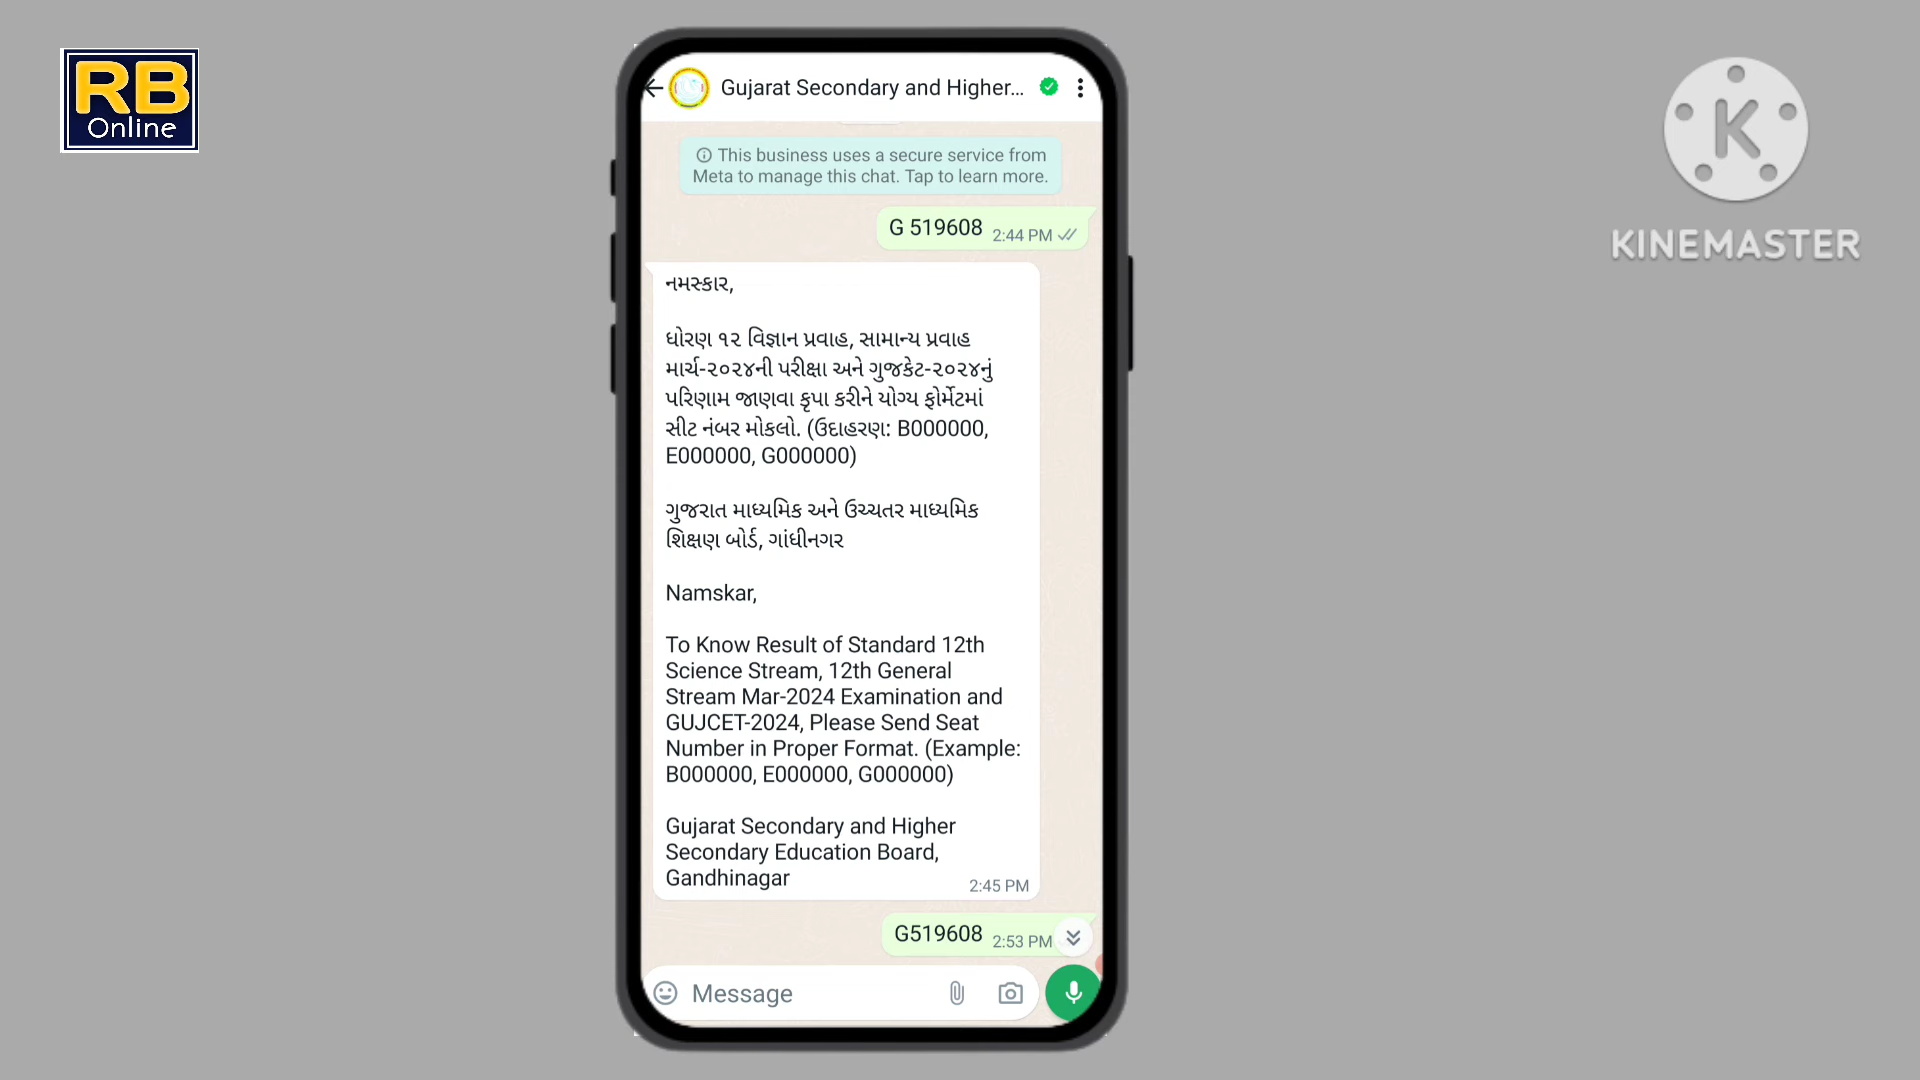 RB
Online
K
KINEMASTER
Gujarat Secondary and Higher...
This business uses a secure service from
Meta to manage this chat. Tap to learn more.
G 519608 2:44 PM
નમસ્કાર,
ધોરણ ૧૨ વિજ્ઞાન પ્રવાહ, સામાન્ય પ્રવાહ
માર્ચ-૨૦૨૪ની પરીક્ષા અને ગુજકેટ-૨૦૨૪નું
પરિણામ જાણવા કૃપા કરીને યોગ્ય ફોર્મેટમાં
સીટ નંબર મોકલો. (ઉદાહરણ: B000000,
E000000, G000000)
ગુજરાત માધ્યમિક અને ઉચ્ચતર માધ્યમિક
શિક્ષણ બોર્ડ, ગાંધીનગર
Namskar,
To Know Result of Standard 12th
Science Stream, 12th General
Stream Mar-2024 Examination and
GUJCET-2024, Please Send Seat
Number in Proper Format. (Example:
B000000, E000000, G000000)
Gujarat Secondary and Higher
Secondary Education Board,
Gandhinagar
2:45 PM
G519608 2:53 PM
Message